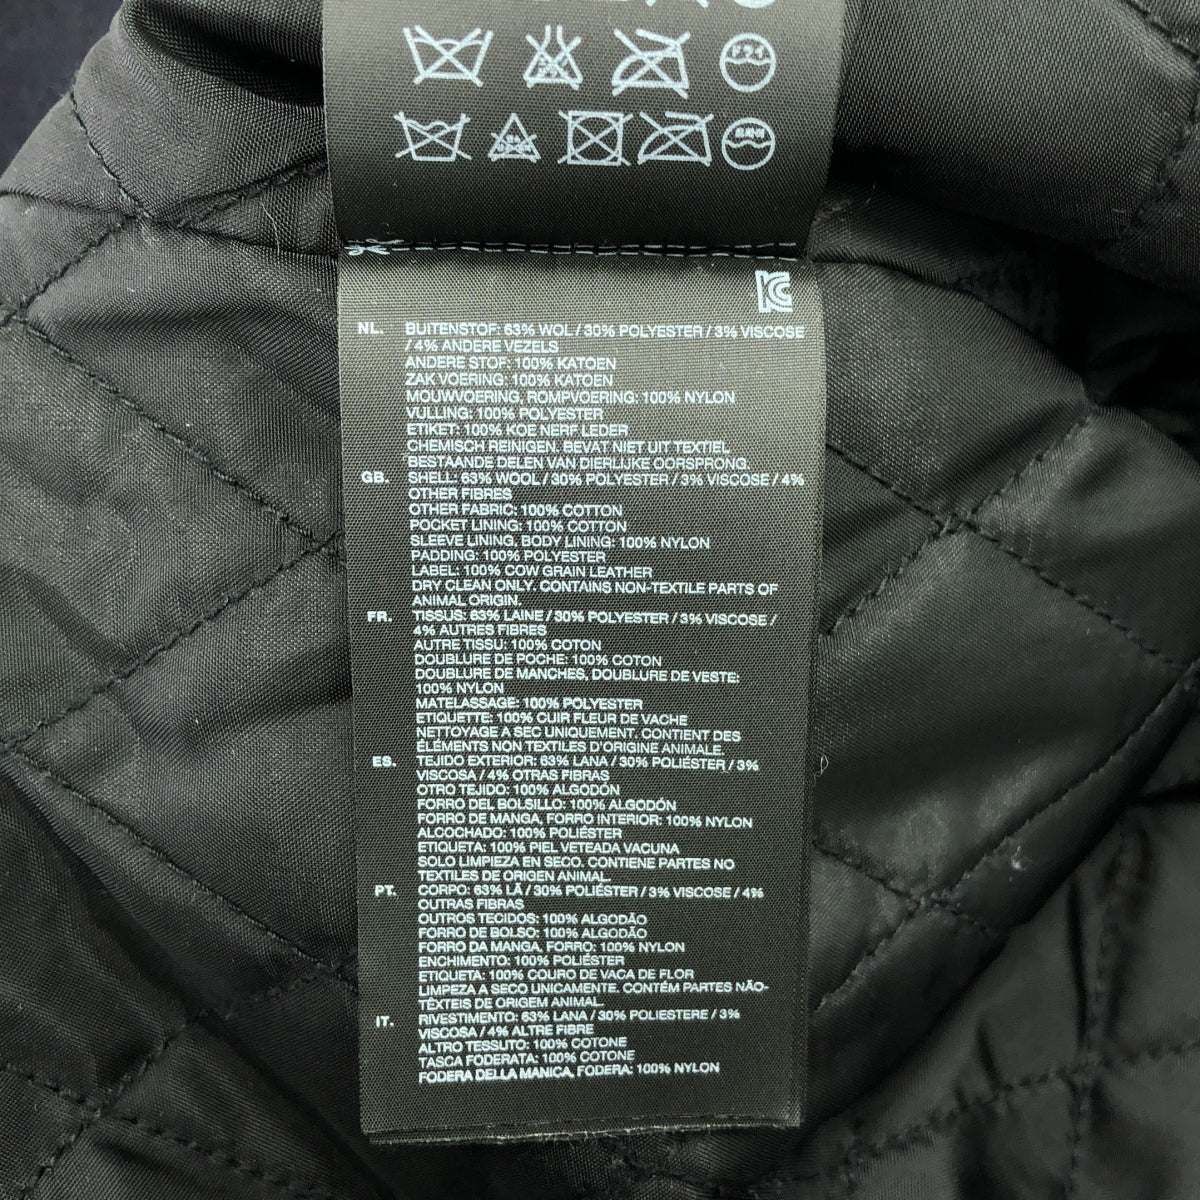 ドライ
NL. BUITENSTOF: 63% WOL / 30% POLYESTER / 3% VISCOSE
/ 4% ANDERE VEZELS
ANDERE STOF: 100% KATOEN
ZAK VOERING: 100% KATOEN
MOUWVOERING, ROMPVOERING: 100% NYLON
VULLING: 100% POLYESTER
ETIKET: 100% KOE NERF LEDER
CHEMISCH REINIGEN. BEVAT NIET UIT TEXTIEL
BESTAANDE DELEN VAN DIERLIJKE OORSPRONG.
GB. SHELL: 63% WOOL / 30% POLYESTER / 3% VISCOSE / 4%
OTHER FIBRES
OTHER FABRIC: 100% COTTON
POCKET LINING: 100% COTTON
SLEEVE LINING, BODY LINING: 100% NYLON
PADDING: 100% POLYESTER
LABEL: 100% COW GRAIN LEATHER
DRY CLEAN ONLY. CONTAINS NON-TEXTILE PARTS OF
ANIMAL ORIGIN.
FR. TISSUS: 63% LAINE / 30% POLYESTER / 3% VISCOSE /
4% AUTRES FIBRES
AUTRE TISSU: 100% COTON
DOUBLURE DE POCHE: 100% COTON
DOUBLURE DE MANCHES, DOUBLURE DE VESTE:
100% NYLON
MATELASSAGE: 100% POLYESTER
ETIQUETTE: 100% CUIR FLEUR DE VACHE
NETTOYAGE A SEC UNIQUEMENT. CONTIENT DES
ÉLÉMENTS NON TEXTILES D'ORIGINE ANIMALE.
ES. TEJIDO EXTERIOR: 63% LANA / 30% POLIÉSTER / 3%
VISCOSA / 4% OTRAS FIBRAS
OTRO TEJIDO: 100% ALGODÓN
FORRO DEL BOLSILLO: 100% ALGODÓN
FORRO DE MANGA, FORRO INTERIOR: 100% NYLON
ALCOCHADO: 100% POLIÉSTER
ETIQUETA: 100% PIEL VETEADA VACUNA
SOLO LIMPIEZA EN SECO. CONTIENE PARTES NO
TEXTILES DE ORIGEN ANIMAL.
PT. CORPO: 63% LÃ / 30% POLIÉSTER / 3% VISCOSE / 4%
OUTRAS FIBRAS
OUTROS TECIDOS: 100% ALGODÃO
FORRO DE BOLSO: 100% ALGODÃO
FORRO DA MANGA, FORRO: 100% NYLON
ENCHIMENTO: 100% POLIÉSTER
ETIQUETA: 100% COURO DE VACA DE FLOR
LIMPEZA A SECO UNICAMENTE. CONTÉM PARTES NÃO-
TÊXTEIS DE ORIGEM ANIMAL.
IT. RIVESTIMENTO: 63% LANA / 30% POLIESTERE / 3%
VISCOSA / 4% ALTRE FIBRE
ALTRO TESSUTO: 100% COTONE
TASCA FODERATA: 100% COTONE
FODERA DELLA MANICA, FODERA: 100% NYLON